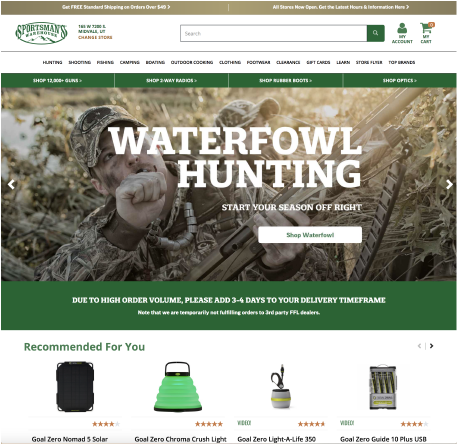 Get FREE Standard Shipping on Orders Over $49 >
All Stores Now Open. Get the Latest Hours & Information Here >
SPORTSMAN'S
WAREHOUSE
165 W 7200 S.
MIDVALE, UT
CHANGE STORE
Search
MY
ACCOUNT
MY
CART
HUNTING SHOOTING FISHING CAMPING BOATING OUTDOOR COOKING CLOTHING FOOTWEAR CLEARANCE GIFT CARDS LEARN STORE FLYER TOP BRANDS
SHOP 12,000+ GUNS > SHOP 2-WAY RADIOS > SHOP RUBBER BOOTS > SHOP OPTICS >
WATERFOWL
HUNTING
START YOUR SEASON OFF RIGHT
Shop Waterfowl
DUE TO HIGH ORDER VOLUME, PLEASE ADD 3-4 DAYS TO YOUR DELIVERY TIMEFRAME
Note that we are temporarily not fulfilling orders to 3rd party FFL dealers.
Recommended For You
VIDEO! VIDEO!
Goal Zero Nomad 5 Solar Goal Zero Chroma Crush Light Goal Zero Light-A-Life 350 Goal Zero Guide 10 Plus USB